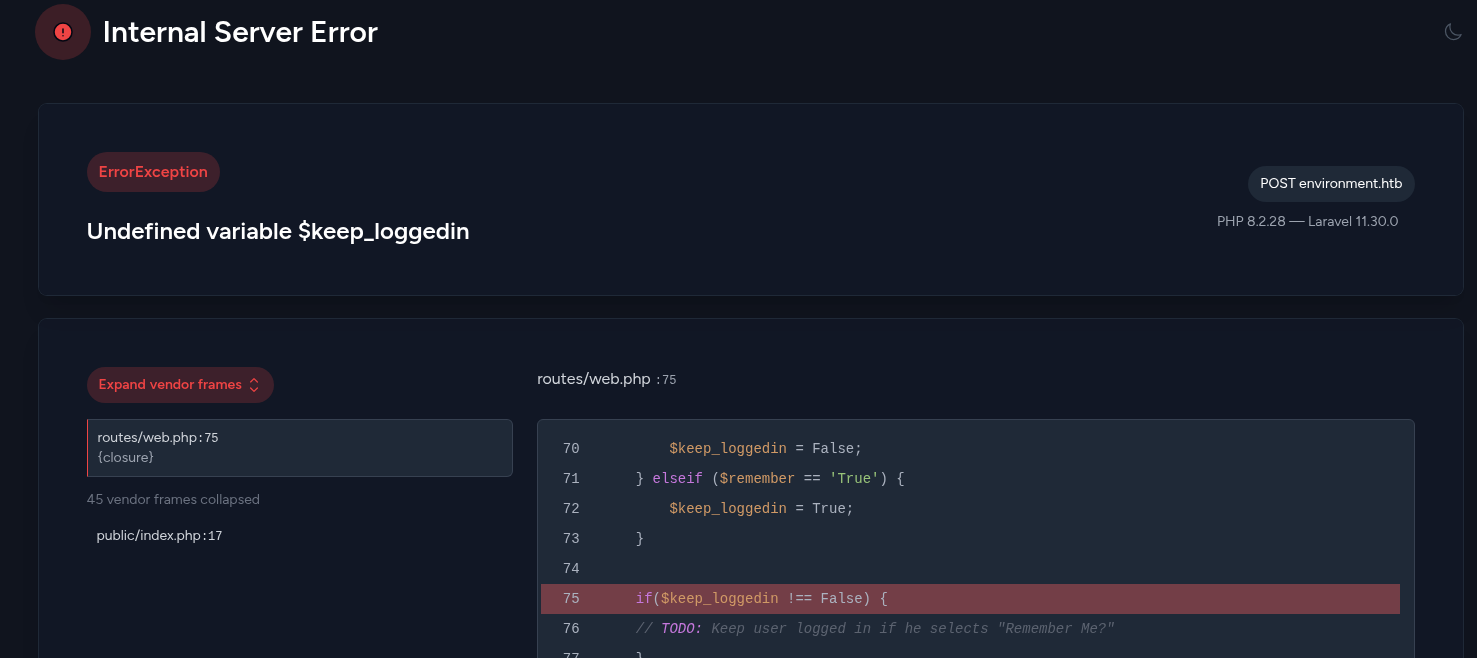 Internal Server Error
ErrorException
POST environment.htb
PHP 8.2.28 — Laravel 11.30.0
Undefined variable $keep_loggedin
Expand vendor frames
routes/web.php:75
{closure}
45 vendor frames collapsed
public/index.php:17
routes/web.php :75
70 $keep_loggedin = False;
71 } elseif ($remember == 'True') {
72 $keep_loggedin = True;
73 }
74
75 if($keep_loggedin !== False) {
76 // TODO: Keep user logged in if he selects "Remember Me?"
77 }